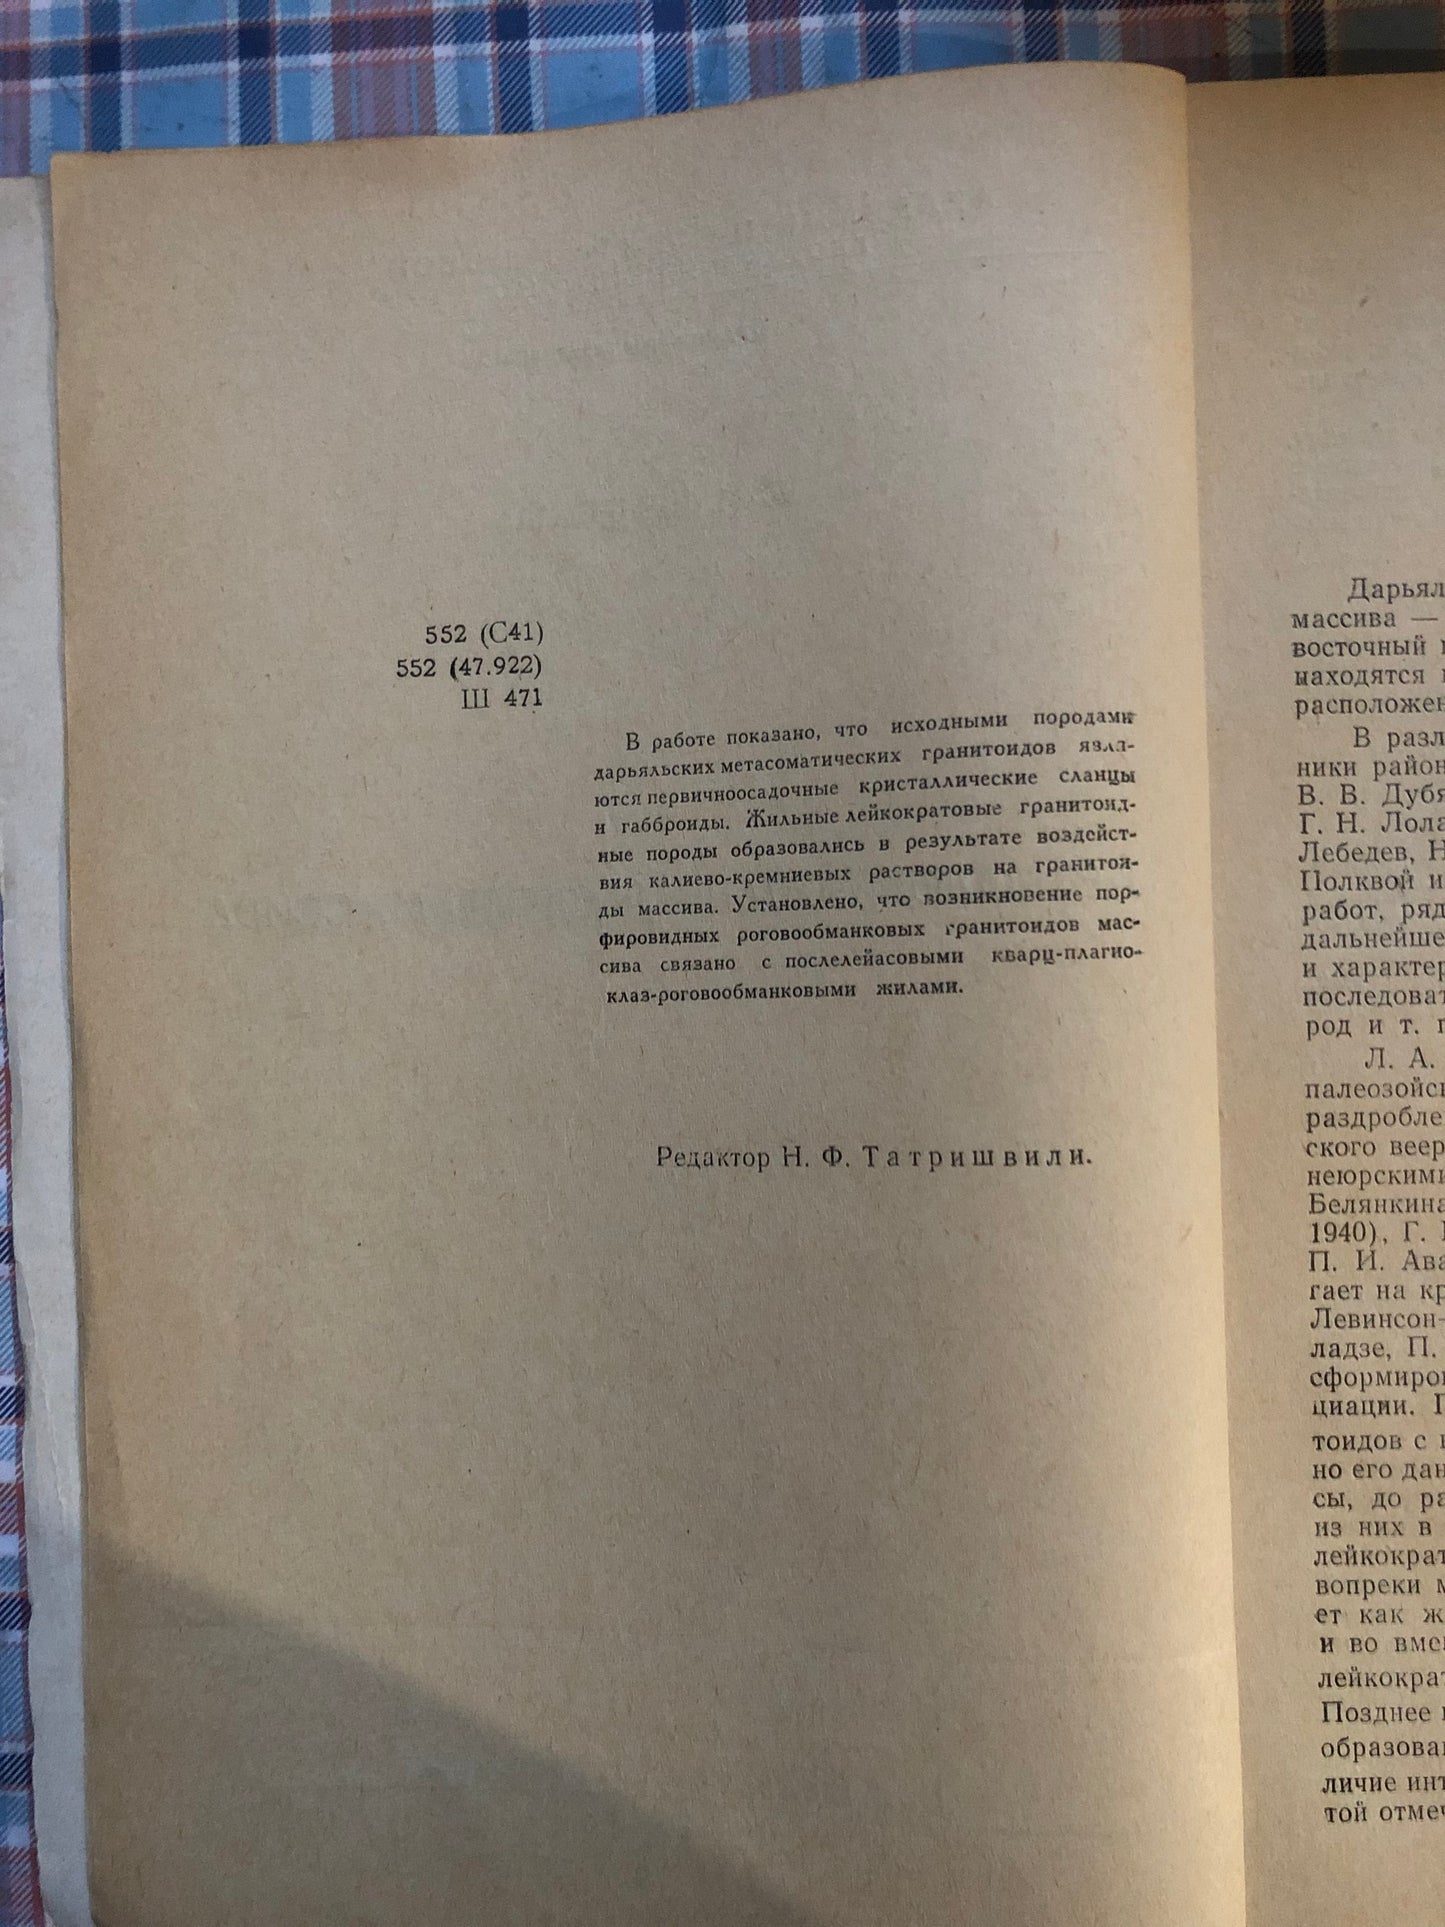 552 (С41)
552 (47.922)
Ш 471
В работе показано, что исходными породами
дарьяльских метасоматических гранитоидов явля-
ются первичноосадочные кристаллические сланцы
и габброиды. Жильные лейкократовые гранитоид-
ные породы образовались в результате воздейст-
вия калиево-кремниевых растворов на гранитои-
ды массива. Установлено, что возникновение пор-
фировидных роговообманковых гранитоидов мас-
сива связано с послелейасовыми кварц-плагио-
клаз-роговообманковыми жилами.
Редактор Н. Ф. Татришвили.
Дарьял
массива —
восточный
находятся
расположен
В разл
ники район
В. В. Дубя
Г. Н. Лола
Лебедев, Н
Полквой и
работ, ряд
дальнейше
и характер
последоват
род и т. п
Л. А.
палеозойск
раздробле
ского веер
неюрскими
Белянкина
1940), Г.
П. И. Ава
гает на кр
Левинсон-
ладзе, П.
сформиров
циации. П
тоидов с
но его дан
сы, до ра
из них в
лейкократ
вопреки м
ет как ж
и во вме
лейкократ
Позднее
образован
личие инт
той отмеч